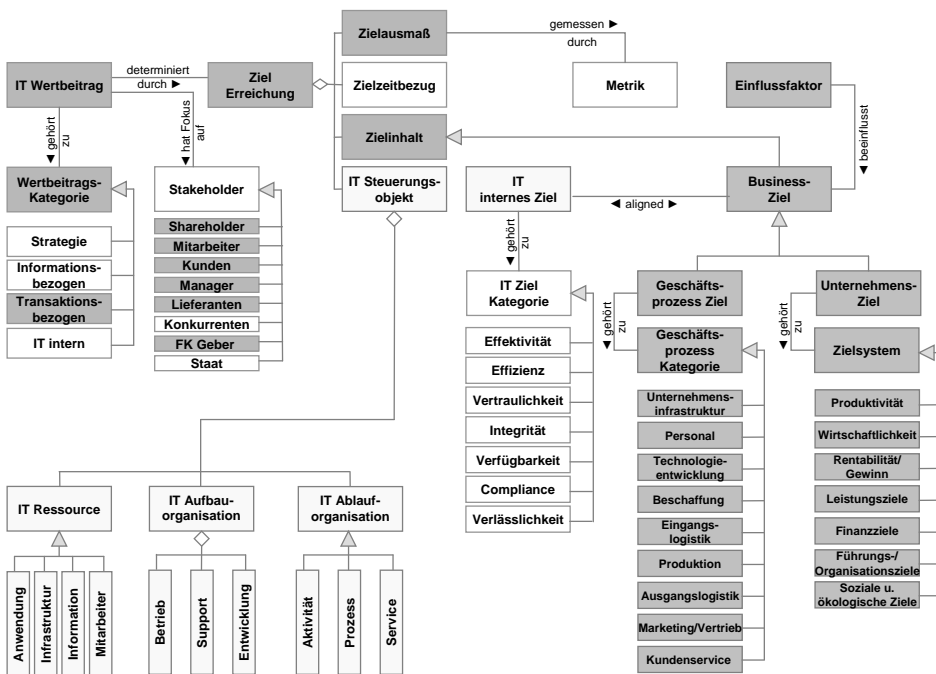 Zielausmaß
gemessen ►
durch
IT Wertbeitrag
determiniert
durch ►
Ziel
Erreichung
Zielzeitbezug
Metrik
Einflussfaktor
◄ gehört
zu
◄ hat Fokus
auf
Zielinhalt
◄ beeinflusst
Wertbeitrags-
Kategorie
Stakeholder
IT Steuerungs-
objekt
IT
internes Ziel
◄ aligned ►
Business-
Ziel
Strategie
Informations-
bezogen
Transaktions-
bezogen
IT intern
Shareholder
Mitarbeiter
Kunden
Manager
Lieferanten
Konkurrenten
FK Geber
Staat
◄ gehört
zu
IT Ziel
Kategorie
Effektivität
Effizienz
Vertraulichkeit
Integrität
Verfügbarkeit
Compliance
Verlässlichkeit
Geschäfts-
prozess Ziel
◄ gehört
zu
Geschäfts-
prozess
Kategorie
Unternehmens-
infrastruktur
Personal
Technologie-
entwicklung
Beschaffung
Eingangs-
logistik
Produktion
Ausgangslogistik
Marketing/Vertrieb
Kundenservice
Unternehmens-
Ziel
◄ gehört
zu
Zielsystem
Produktivität
Wirtschaftlichkeit
Rentabilität/
Gewinn
Leistungsziele
Finanzziele
Führungs-/
Organisationsziele
Soziale u.
ökologische Ziele
IT Ressource
IT Aufbau-
organisation
IT Ablauf-
organisation
Anwendung
Infrastruktur
Information
Mitarbeiter
Betrieb
Support
Entwicklung
Aktivität
Prozess
Service